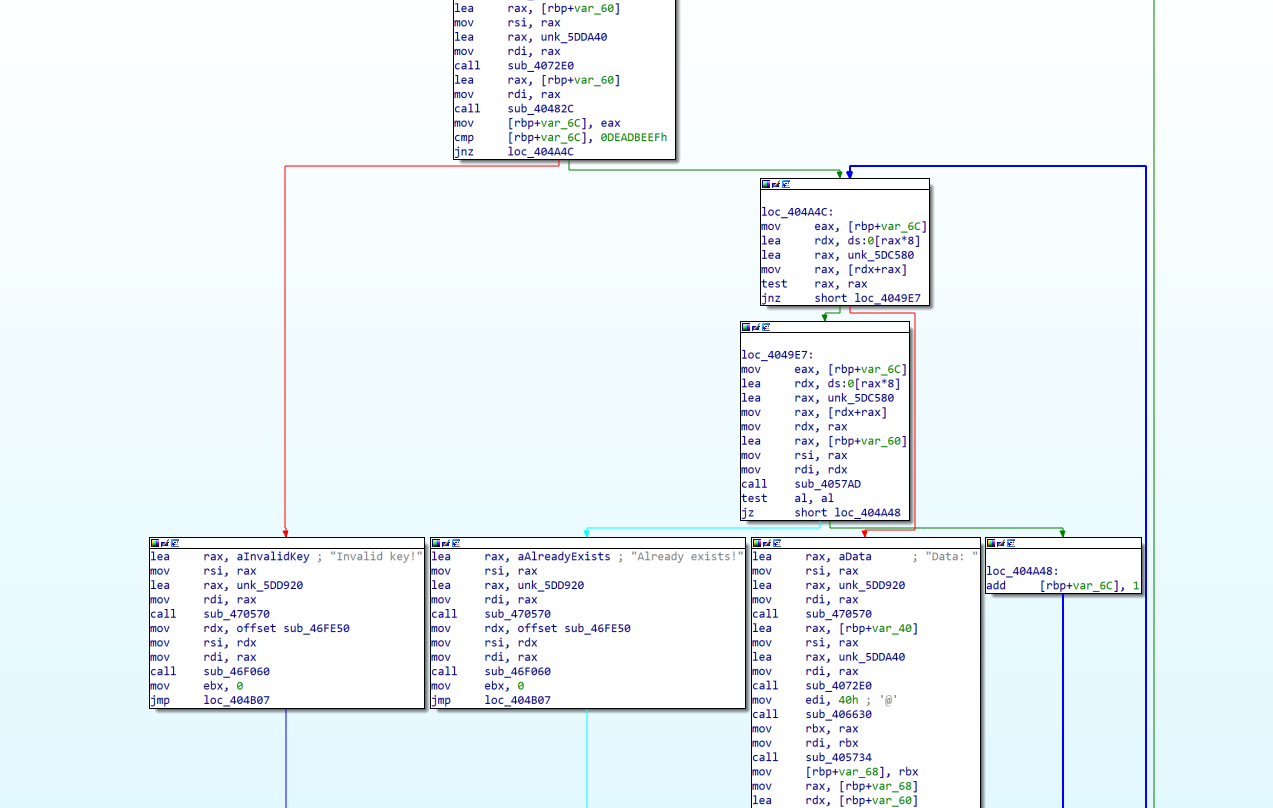 lea rax, [rbp+var_60]
mov rsi, rax
lea rax, unk_5DDA40
mov rdi, rax
call sub_4072E0
lea rax, [rbp+var_60]
mov rdi, rax
call sub_40482C
mov [rbp+var_6C], eax
cmp [rbp+var_6C], 0DEADBEEFh
jnz loc_404A4C
loc_404A4C:
mov eax, [rbp+var_6C]
lea rdx, ds:0[rax*8]
lea rax, unk_5DC580
mov rax, [rdx+rax]
test rax, rax
jnz short loc_4049E7
loc_4049E7:
mov eax, [rbp+var_6C]
lea rdx, ds:0[rax*8]
lea rax, unk_5DC580
mov rax, [rdx+rax]
mov rdx, rax
lea rax, [rbp+var_60]
mov rsi, rax
mov rdi, rdx
call sub_4057AD
test al, al
jz short loc_404A48
lea rax, aInvalidKey ; "Invalid key!"
mov rsi, rax
lea rax, unk_5DD920
mov rdi, rax
call sub_470570
mov rdx, offset sub_46FE50
mov rsi, rdx
mov rdi, rax
call sub_46F060
mov ebx, 0
jmp loc_404B07
lea rax, aAlreadyExists ; "Already exists!"
mov rsi, rax
lea rax, unk_5DD920
mov rdi, rax
call sub_470570
mov rdx, offset sub_46FE50
mov rsi, rdx
mov rdi, rax
call sub_46F060
mov ebx, 0
jmp loc_404B07
lea rax, aData ; "Data: "
mov rsi, rax
lea rax, unk_5DD920
mov rdi, rax
call sub_470570
lea rax, [rbp+var_40]
mov rsi, rax
lea rax, unk_5DDA40
mov rdi, rax
call sub_4072E0
mov edi, 40h ; '@'
call sub_406630
mov rbx, rax
mov rdi, rbx
call sub_405734
mov [rbp+var_68], rbx
mov rax, [rbp+var_68]
lea rdx, [rbp+var_60]
loc_404A48:
add [rbp+var_6C], 1